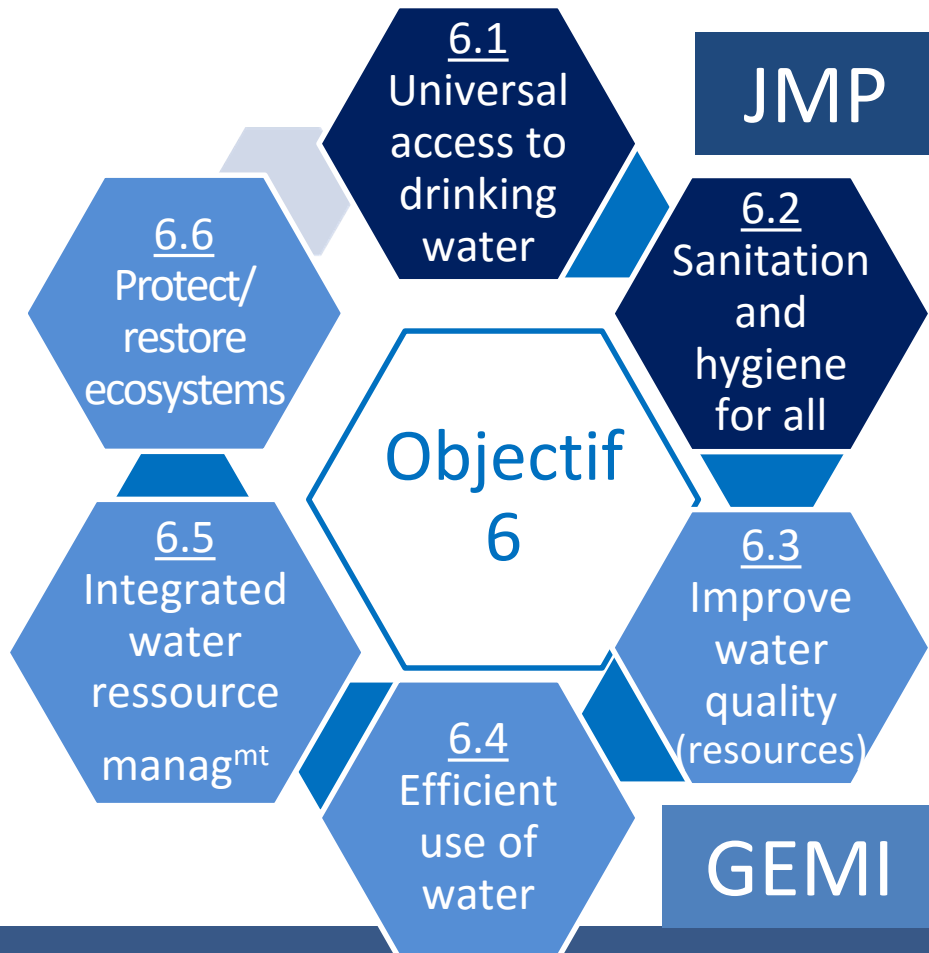 6.1
Universal
access to
drinking
water
JMP
6.2
Sanitation
and
hygiene
for all
6.3
Improve
water
quality
(resources)
6.4
Efficient
use of
water
GEMI
6.5
Integrated
water
ressource
managmt
6.6
Protect/
restore
ecosystems
Objectif
6